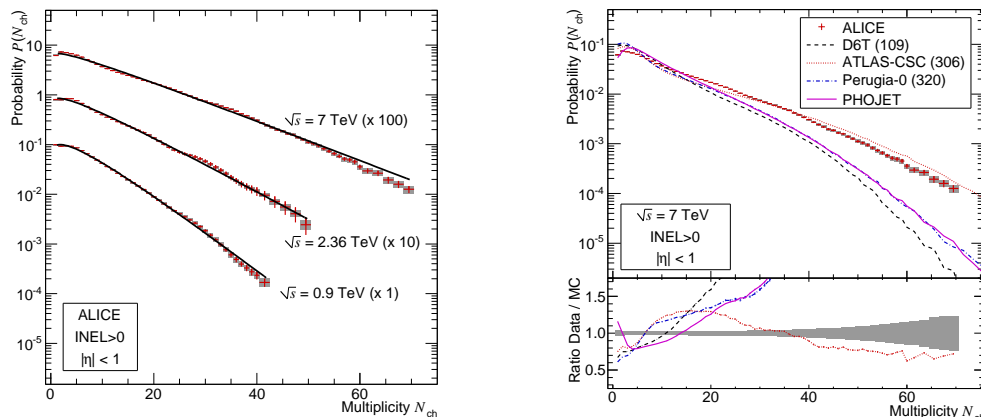 Probability P(N_ch)
10
1
10^-1
10^-2
10^-3
10^-4
10^-5
√s = 7 TeV (x 100)
√s = 2.36 TeV (x 10)
√s = 0.9 TeV (x 1)
ALICE
INEL>0
|η| < 1
0 20 40 60
Multiplicity N_ch
Probability P(N_ch)
10^-1
10^-2
10^-3
10^-4
10^-5
ALICE
D6T (109)
ATLAS-CSC (306)
Perugia-0 (320)
PHOJET
√s = 7 TeV
INEL>0
|η| < 1
Ratio Data / MC
1.5
1.0
0.5
0 20 40 60
Multiplicity N_ch